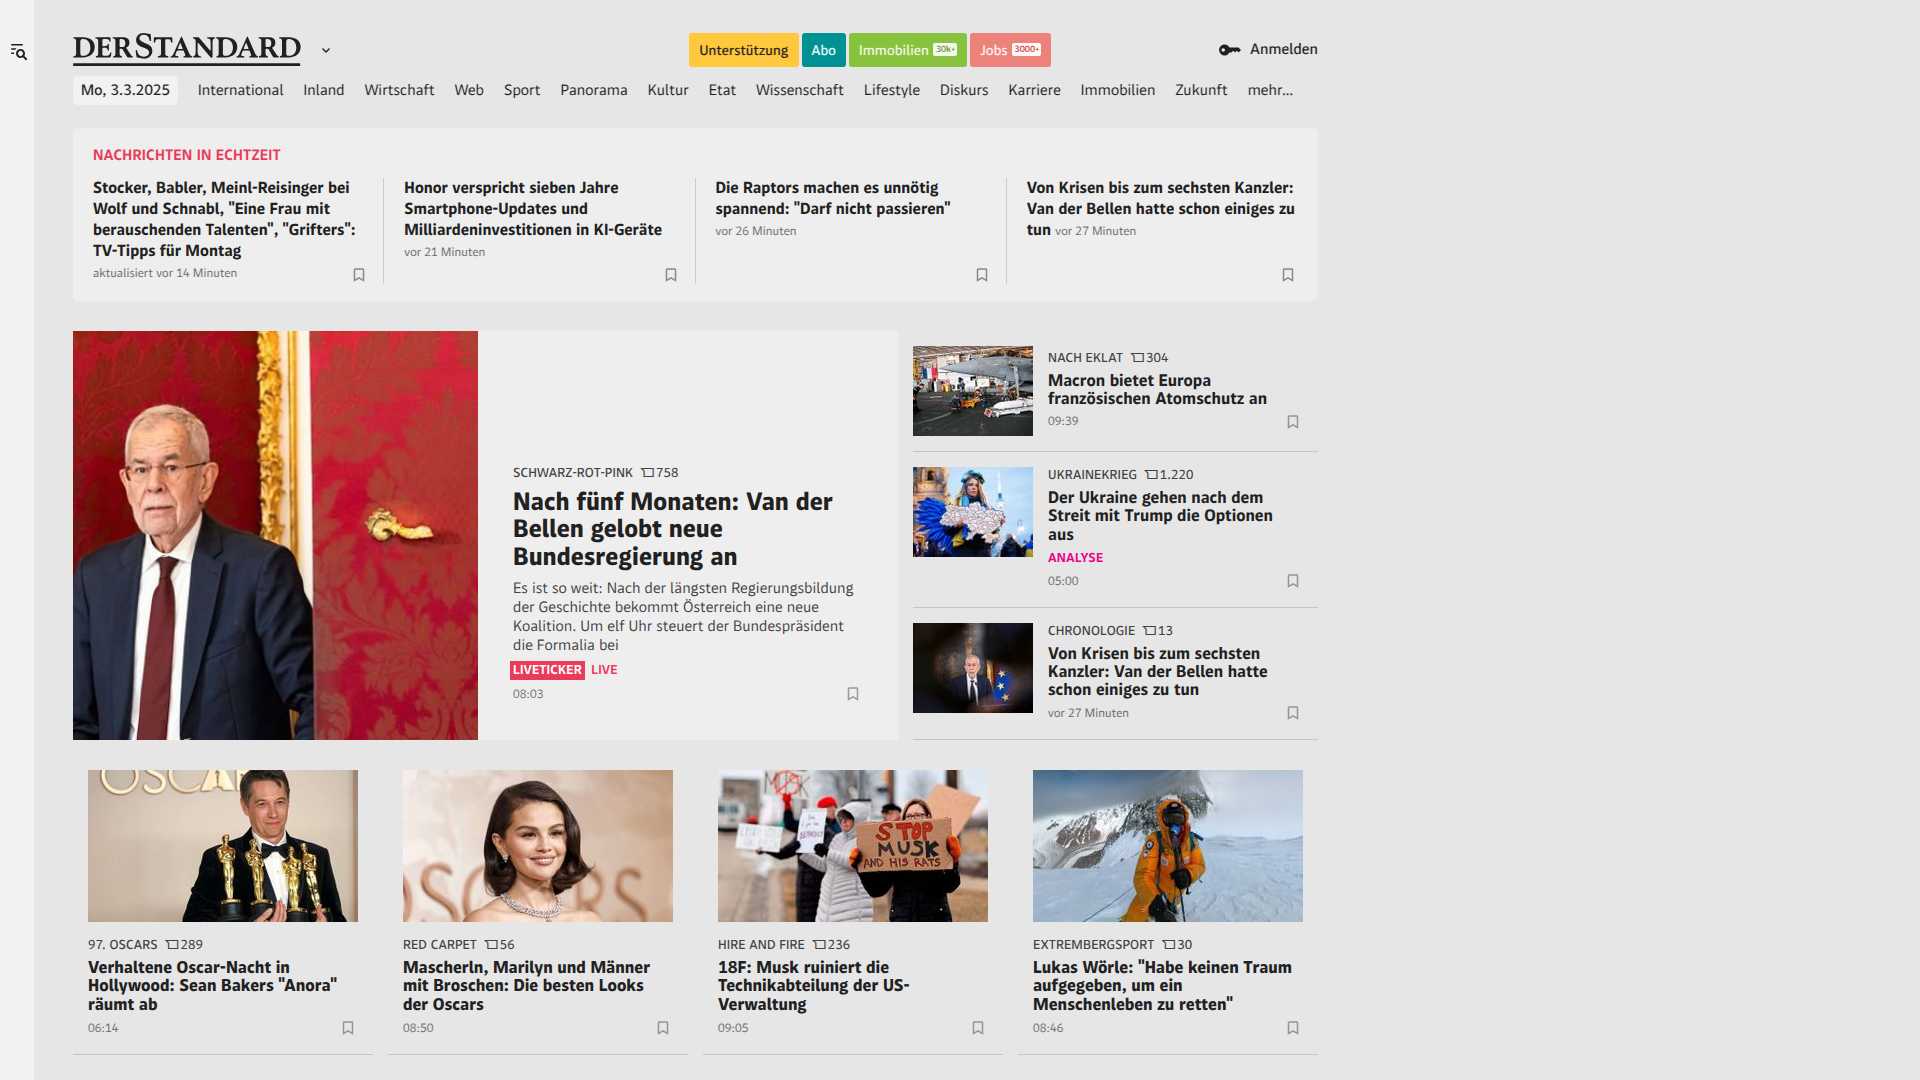 DERSTANDARD
Unterstützung
Abo
Immobilien 30k+
Jobs 3000+
Anmelden
Mo, 3.3.2025
International
Inland
Wirtschaft
Web
Sport
Panorama
Kultur
Etat
Wissenschaft
Lifestyle
Diskurs
Karriere
Immobilien
Zukunft
mehr...
NACHRICHTEN IN ECHTZEIT
Stocker, Babler, Meinl-Reisinger bei
Wolf und Schnabl, "Eine Frau mit
berauschenden Talenten", "Grifters":
TV-Tipps für Montag
aktualisiert vor 14 Minuten
Honor verspricht sieben Jahre
Smartphone-Updates und
Milliardeninvestitionen in KI-Geräte
vor 21 Minuten
Die Raptors machen es unnötig
spannend: "Darf nicht passieren"
vor 26 Minuten
Von Krisen bis zum sechsten Kanzler:
Van der Bellen hatte schon einiges zu
tun vor 27 Minuten
SCHWARZ-ROT-PINK 758
Nach fünf Monaten: Van der
Bellen gelobt neue
Bundesregierung an
Es ist so weit: Nach der längsten Regierungsbildung
der Geschichte bekommt Österreich eine neue
Koalition. Um elf Uhr steuert der Bundespräsident
die Formalia bei
LIVETICKER LIVE
08:03
NACH EKLAT 304
Macron bietet Europa
französischen Atomschutz an
09:39
UKRAINEKRIEG 1.220
Der Ukraine gehen nach dem
Streit mit Trump die Optionen
aus
ANALYSE
05:00
CHRONOLOGIE 13
Von Krisen bis zum sechsten
Kanzler: Van der Bellen hatte
schon einiges zu tun
vor 27 Minuten
OSCAR
97. OSCARS 289
Verhaltene Oscar-Nacht in
Hollywood: Sean Bakers "Anora"
räumt ab
06:14
OSCARS
RED CARPET 56
Mascherln, Marilyn und Männer
mit Broschen: Die besten Looks
der Oscars
08:50
MUSK
STOP
MUSK
AND HIS RATS
HIRE AND FIRE 236
18F: Musk ruiniert die
Technikabteilung der US-
Verwaltung
09:05
EXTREMBERGSPORT 30
Lukas Wörle: "Habe keinen Traum
aufgegeben, um ein
Menschenleben zu retten"
08:46